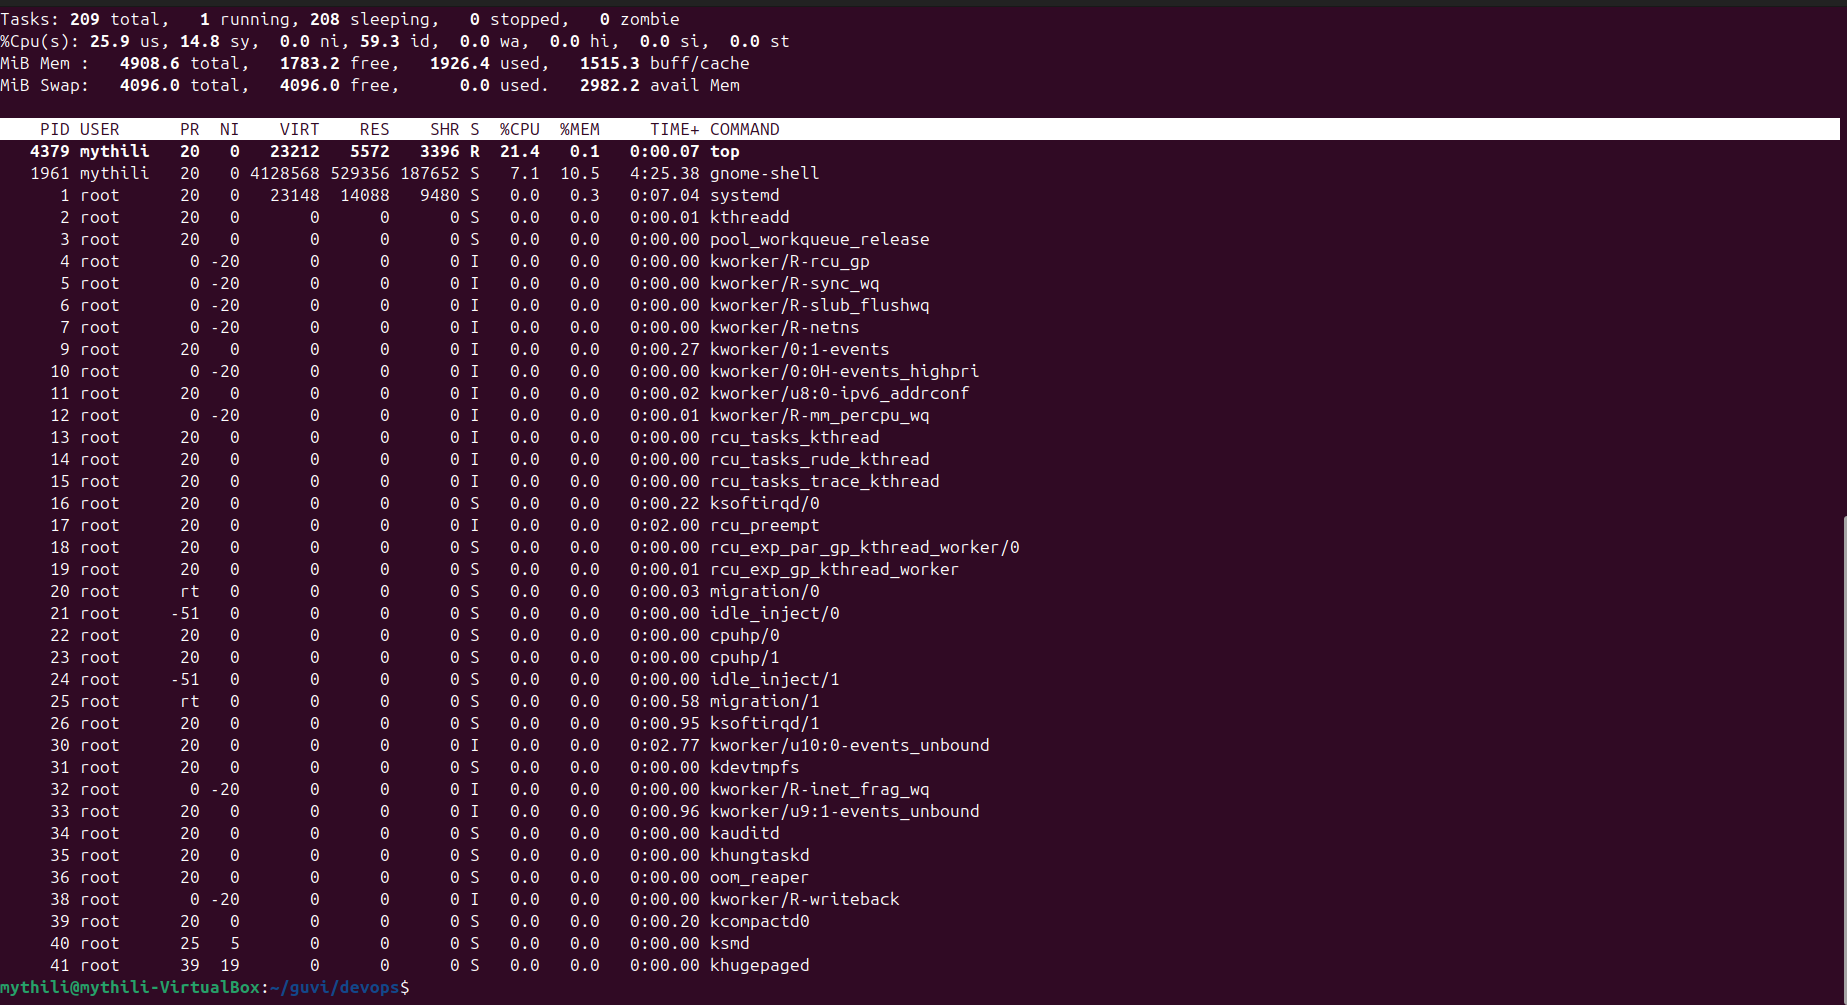 Tasks: 209 total,   1 running, 208 sleeping,   0 stopped,   0 zombie
%Cpu(s): 25.9 us, 14.8 sy,  0.0 ni, 59.3 id,  0.0 wa,  0.0 hi,  0.0 si,  0.0 st
MiB Mem :   4908.6 total,   1783.2 free,   1926.4 used,   1515.3 buff/cache
MiB Swap:   4096.0 total,   4096.0 free,      0.0 used.   2982.2 avail Mem
    PID USER      PR  NI    VIRT    RES    SHR S  %CPU  %MEM     TIME+ COMMAND
   4379 mythili   20   0   23212   5572   3396 R  21.4   0.1   0:00.07 top
   1961 mythili   20   0 4128568 529356 187652 S   7.1  10.5   4:25.38 gnome-shell
      1 root      20   0   23148  14088   9480 S   0.0   0.3   0:07.04 systemd
      2 root      20   0       0      0      0 S   0.0   0.0   0:00.01 kthreadd
      3 root      20   0       0      0      0 S   0.0   0.0   0:00.00 pool_workqueue_release
      4 root       0 -20       0      0      0 I   0.0   0.0   0:00.00 kworker/R-rcu_gp
      5 root       0 -20       0      0      0 I   0.0   0.0   0:00.00 kworker/R-sync_wq
      6 root       0 -20       0      0      0 I   0.0   0.0   0:00.00 kworker/R-slub_flushwq
      7 root       0 -20       0      0      0 I   0.0   0.0   0:00.00 kworker/R-netns
      9 root      20   0       0      0      0 I   0.0   0.0   0:00.27 kworker/0:1-events
     10 root       0 -20       0      0      0 I   0.0   0.0   0:00.00 kworker/0:0H-events_highpri
     11 root      20   0       0      0      0 I   0.0   0.0   0:00.02 kworker/u8:0-ipv6_addrconf
     12 root       0 -20       0      0      0 I   0.0   0.0   0:00.01 kworker/R-mm_percpu_wq
     13 root      20   0       0      0      0 I   0.0   0.0   0:00.00 rcu_tasks_kthread
     14 root      20   0       0      0      0 I   0.0   0.0   0:00.00 rcu_tasks_rude_kthread
     15 root      20   0       0      0      0 I   0.0   0.0   0:00.00 rcu_tasks_trace_kthread
     16 root      20   0       0      0      0 S   0.0   0.0   0:00.22 ksoftirqd/0
     17 root      20   0       0      0      0 I   0.0   0.0   0:02.00 rcu_preempt
     18 root      20   0       0      0      0 S   0.0   0.0   0:00.00 rcu_exp_par_gp_kthread_worker/0
     19 root      20   0       0      0      0 S   0.0   0.0   0:00.01 rcu_exp_gp_kthread_worker
     20 root      rt   0       0      0      0 S   0.0   0.0   0:00.03 migration/0
     21 root     -51   0       0      0      0 S   0.0   0.0   0:00.00 idle_inject/0
     22 root      20   0       0      0      0 S   0.0   0.0   0:00.00 cpuhp/0
     23 root      20   0       0      0      0 S   0.0   0.0   0:00.00 cpuhp/1
     24 root     -51   0       0      0      0 S   0.0   0.0   0:00.00 idle_inject/1
     25 root      rt   0       0      0      0 S   0.0   0.0   0:00.58 migration/1
     26 root      20   0       0      0      0 S   0.0   0.0   0:00.95 ksoftirqd/1
     30 root      20   0       0      0      0 I   0.0   0.0   0:02.77 kworker/u10:0-events_unbound
     31 root      20   0       0      0      0 S   0.0   0.0   0:00.00 kdevtmpfs
     32 root       0 -20       0      0      0 I   0.0   0.0   0:00.00 kworker/R-inet_frag_wq
     33 root      20   0       0      0      0 I   0.0   0.0   0:00.96 kworker/u9:1-events_unbound
     34 root      20   0       0      0      0 S   0.0   0.0   0:00.00 kauditd
     35 root      20   0       0      0      0 S   0.0   0.0   0:00.00 khungtaskd
     36 root      20   0       0      0      0 S   0.0   0.0   0:00.00 oom_reaper
     38 root       0 -20       0      0      0 I   0.0   0.0   0:00.00 kworker/R-writeback
     39 root      20   0       0      0      0 S   0.0   0.0   0:00.20 kcompactd0
     40 root      25   5       0      0      0 S   0.0   0.0   0:00.00 ksmd
     41 root      39  19       0      0      0 S   0.0   0.0   0:00.00 khugepaged
mythili@mythili-VirtualBox:~/guvi/devops$